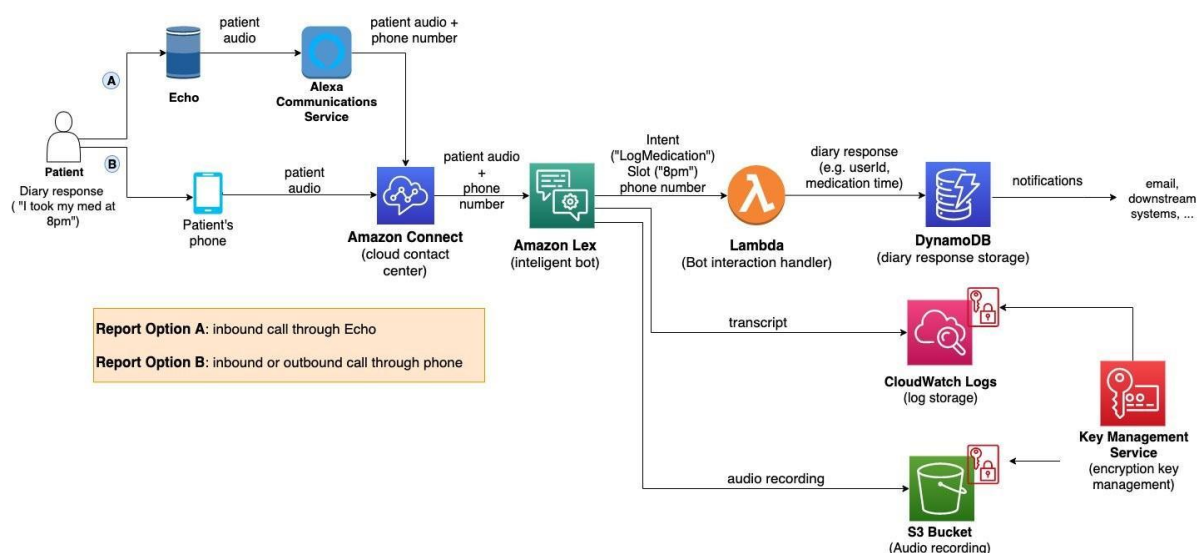 patient
audio
patient audio +
phone number
A
Echo
Alexa
Communications
Service
B
Patient
Diary response
( "I took my med at
8pm")
Patient's
phone
patient
audio
Amazon Connect
(cloud contact
center)
patient audio
+
phone
number
Amazon Lex
(inteligent bot)
Intent
("LogMedication")
Slot ("8pm")
phone number
Lambda
(Bot interaction handler)
diary response
(e.g. userId,
medication time)
DynamoDB
(diary response storage)
notifications
email,
downstream
systems, ...
Report Option A: inbound call through Echo
Report Option B: inbound or outbound call through phone
transcript
CloudWatch Logs
(log storage)
Key Management
Service
(encryption key
management)
audio recording
S3 Bucket
(Audio recording)